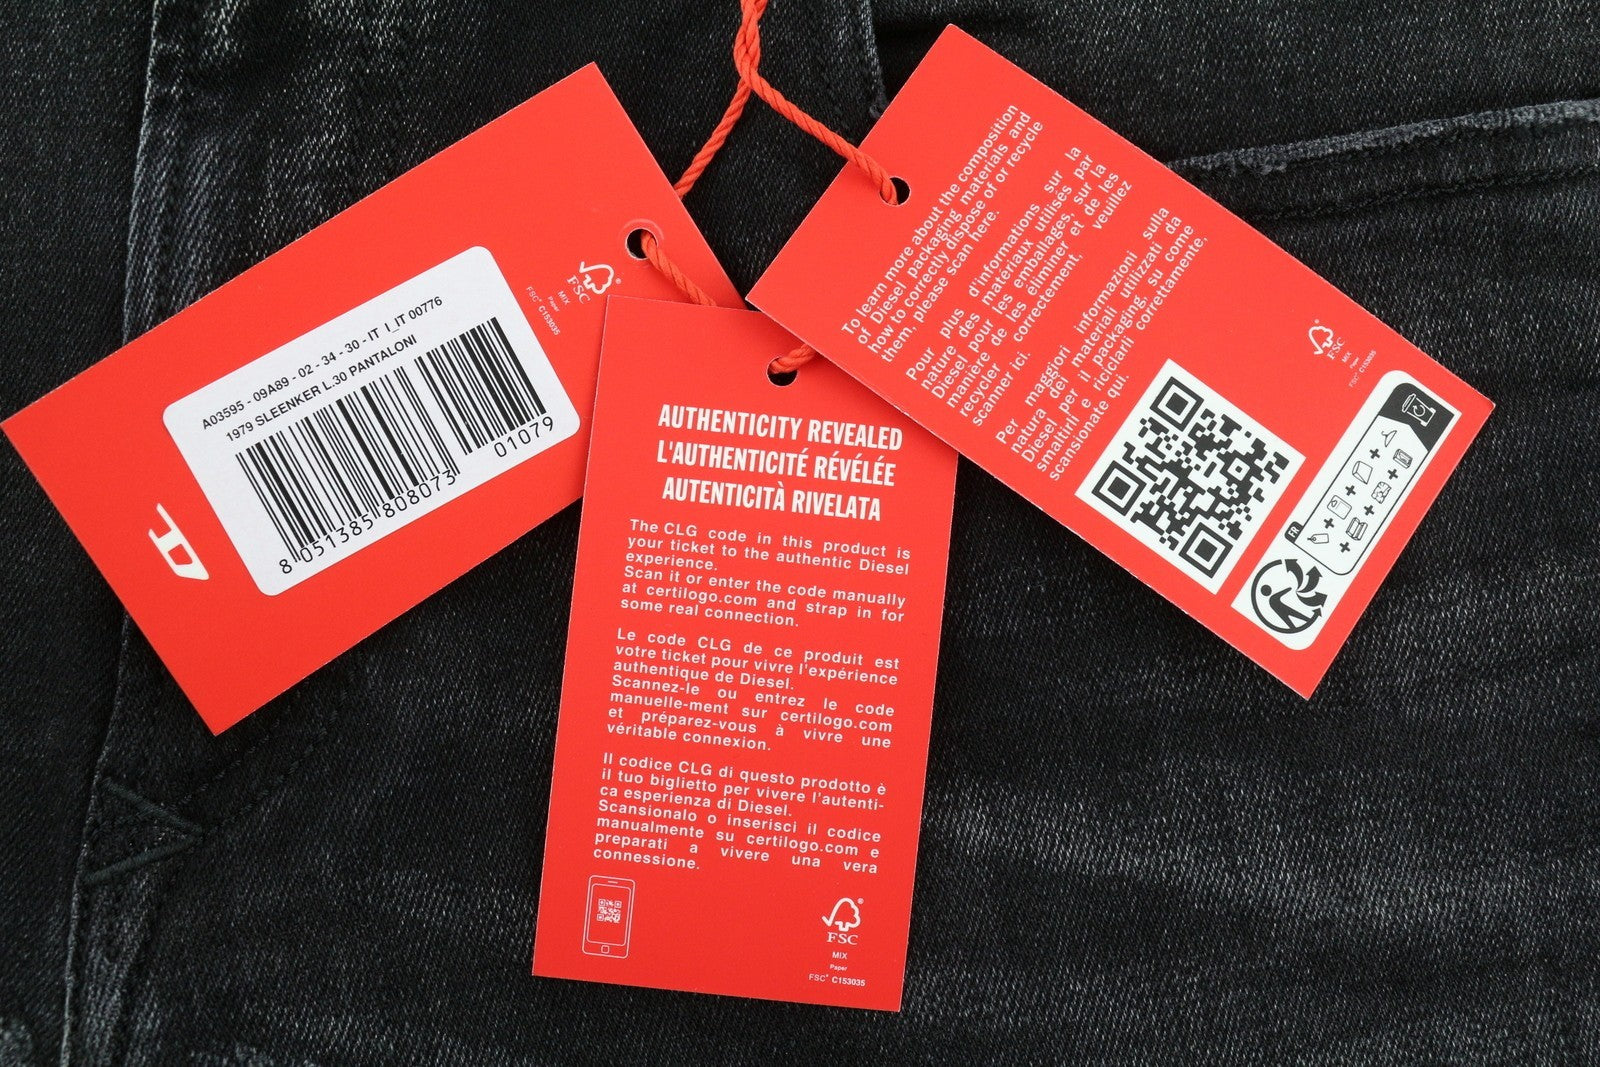 A03595 - 09A89 - 02 - 34 - 30 - IT I_IT 00776
1979 SLEENKER L.30 PANTALONI
8 051385 808073
01079
FSC
MIX
Paper
FSC® C153035
AUTHENTICITY REVEALED
L'AUTHENTICITÉ RÉVÉLÉE
AUTENTICITÀ RIVELATA
The CLG code in this product is
your ticket to the authentic Diesel
experience.
Scan it or enter the code manually
at certilogo.com and strap in for
some real connection.
Le code CLG de ce produit est
votre ticket pour vivre l'expérience
authentique de Diesel.
Scannez-le ou entrez le code
manuelle-ment sur certilogo.com
et préparez-vous à vivre une
véritable connexion.
Il codice CLG di questo prodotto è
il tuo biglietto per vivere l'autenti-
ca esperienza di Diesel.
Scansionalo o inserisci il codice
manualmente su certilogo.com e
preparati a vivere una vera
connessione.
FSC
MIX
Paper
FSC® C153035
To learn more about the composition
of Diesel packaging materials and
how to correctly dispose of or recycle
them, please scan here.
Pour plus d'informations sur la
nature des materiaux utilisés par
Diesel pour les emballages, sur la
manière de les éliminer et de les
recycler correctement, veuillez
scanner ici.
Per maggiori informazioni sulla
natura dei materiali utilizzati da
Diesel per il packaging, su come
smaltirli e riciclarli correttamente,
scansionate qui.
FSC
MIX
Paper
FSC® C153035
FR